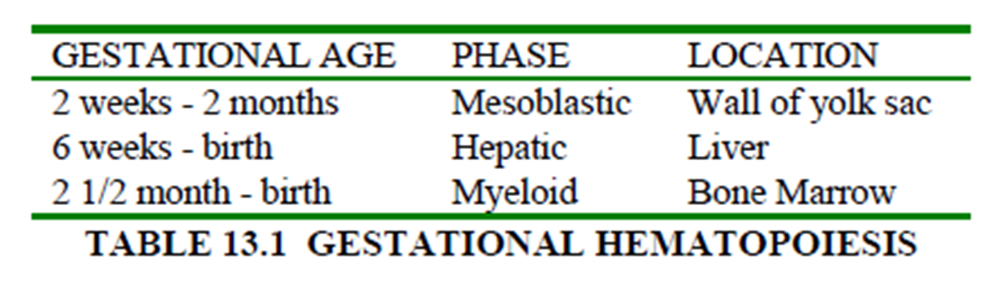 GESTATIONAL AGE PHASE LOCATION
2 weeks - 2 months Mesoblastic Wall of yolk sac
6 weeks - birth Hepatic Liver
2 1/2 month - birth Myeloid Bone Marrow
TABLE 13.1 GESTATIONAL HEMATOPOIESIS